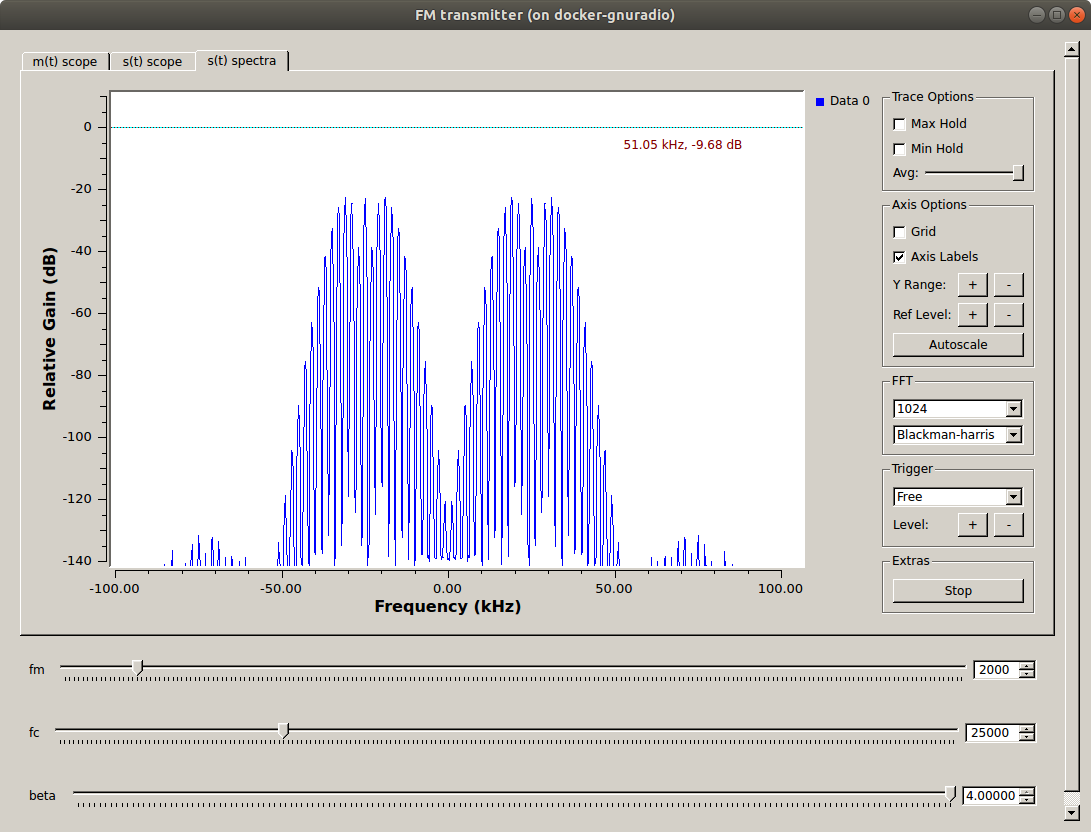 FM transmitter (on docker-gnuradio)
m(t) scope
s(t) scope
s(t) spectra
Data 0
51.05 kHz, -9.68 dB
Relative Gain (dB)
0
-20
-40
-60
-80
-100
-120
-140
-100.00
-50.00
0.00
50.00
100.00
Frequency (kHz)
Trace Options
Max Hold
Min Hold
Avg:
Axis Options
Grid
Axis Labels
Y Range:
+
-
Ref Level:
+
-
Autoscale
FFT
1024
Blackman-harris
Trigger
Free
Level:
+
-
Extras
Stop
fm
2000
fc
25000
beta
4.00000